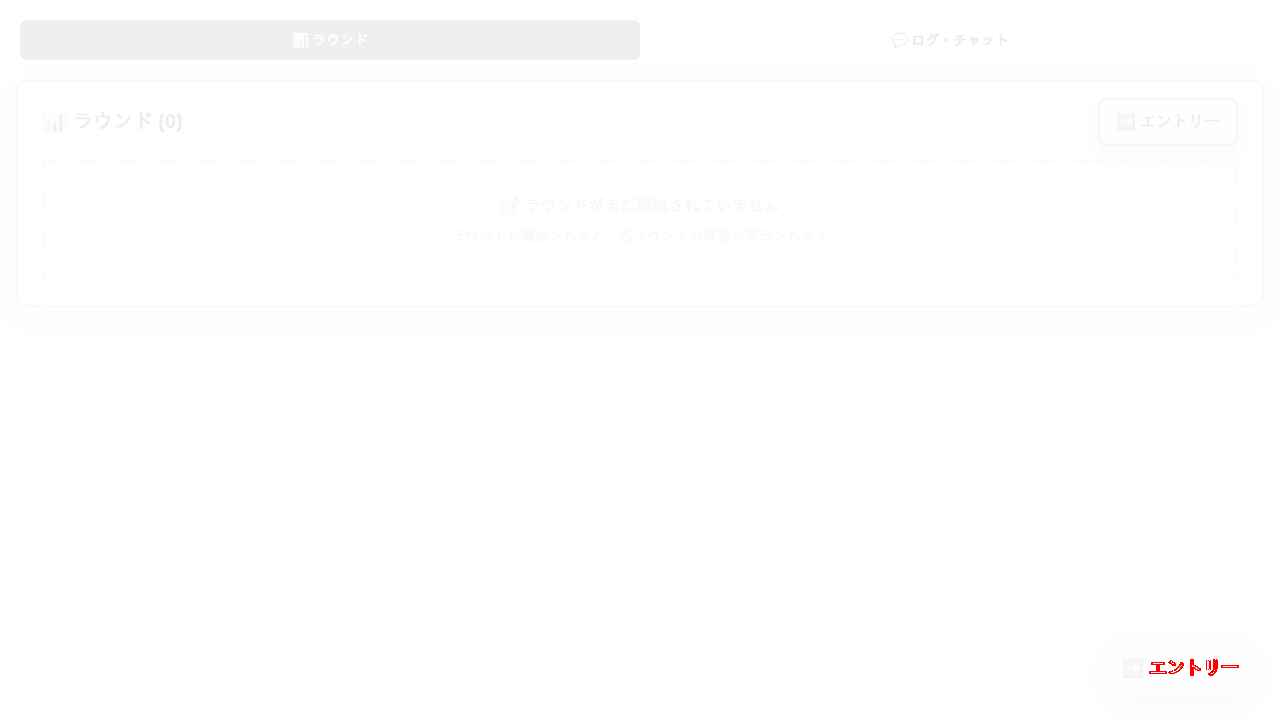 📊 ラウンド
💬 ログ・チャット
📊 ラウンド (0)
➡️ エントリー
📝 ラウンドがまだ開始されていません
ラウンドが開始されると、各ラウンドの情報が表示されます
➡️ エントリー